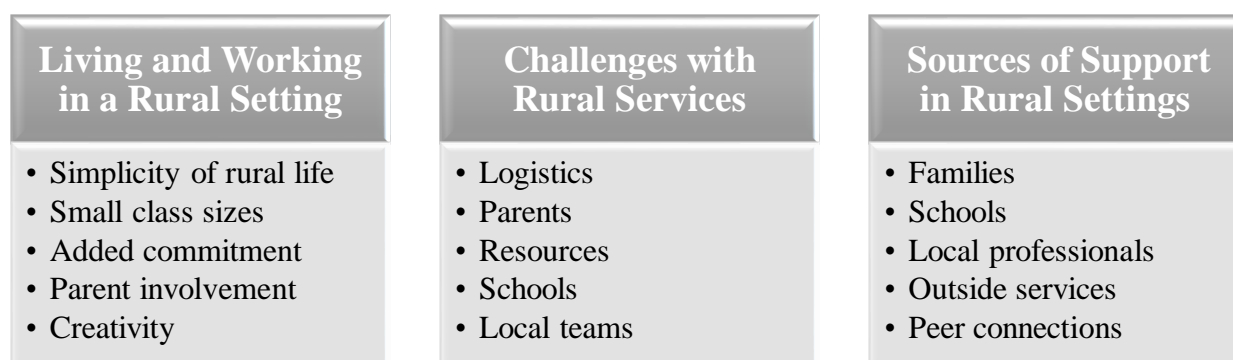 Living and Working
in a Rural Setting
• Simplicity of rural life
• Small class sizes
• Added commitment
• Parent involvement
• Creativity
Challenges with
Rural Services
• Logistics
• Parents
• Resources
• Schools
• Local teams
Sources of Support
in Rural Settings
• Families
• Schools
• Local professionals
• Outside services
• Peer connections